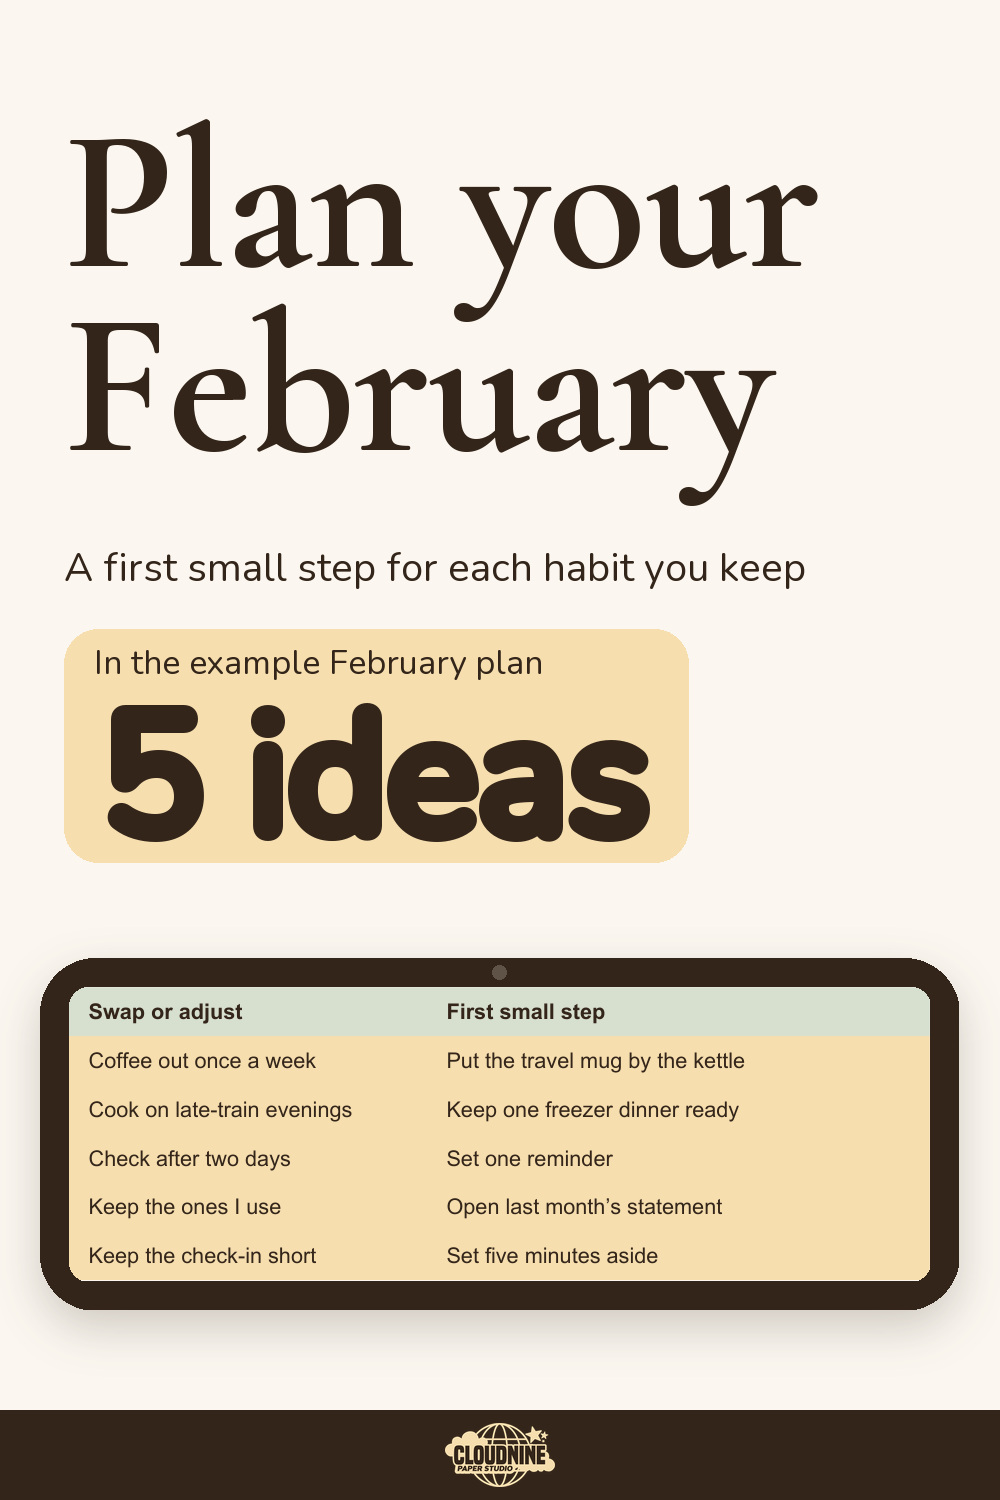 Plan your
February
A first small step for each habit you keep
In the example February plan
5 ideas
Swap or adjust First small step
Coffee out once a week Put the travel mug by the kettle
Cook on late-train evenings Keep one freezer dinner ready
Check after two days Set one reminder
Keep the ones I use Open last month’s statement
Keep the check-in short Set five minutes aside
CLOUDNINE
PAPER STUDIO